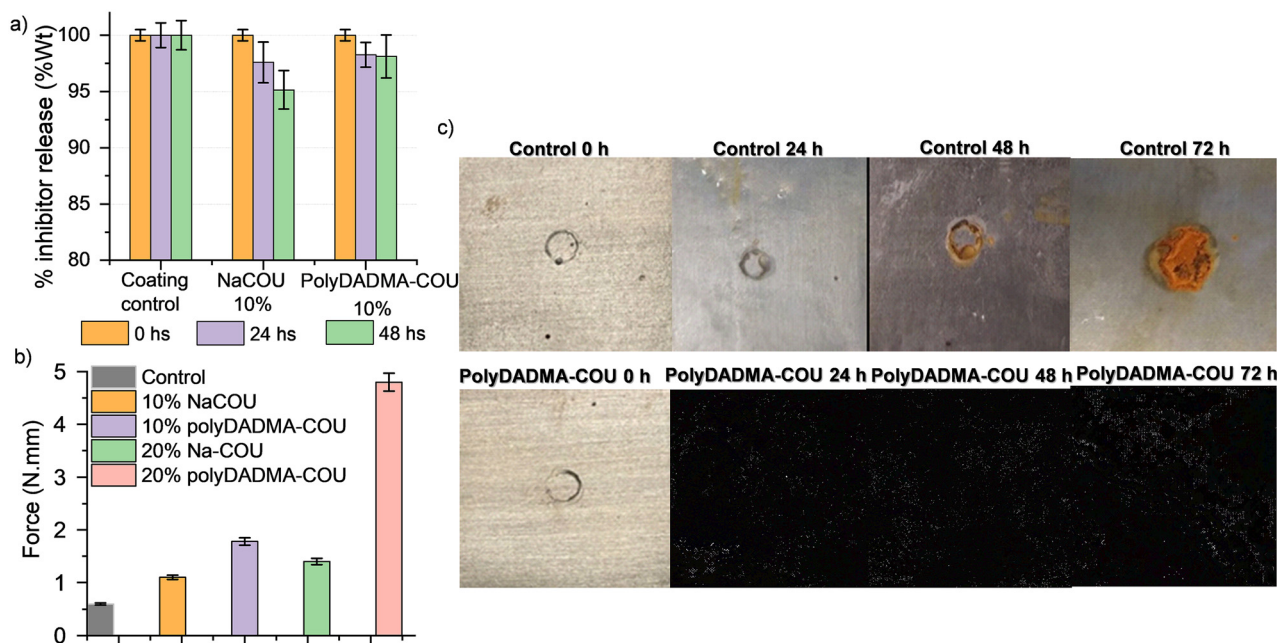 a)
% inhibitor release (%Wt)
100
95
90
85
80
Coating
control
NaCOU
10%
PolyDADMA-COU
10%
0 hs
24 hs
48 hs
b)
Force (N.mm)
5
4
3
2
1
0
Control
10% NaCOU
10% polyDADMA-COU
20% Na-COU
20% polyDADMA-COU
c)
Control 0 h
Control 24 h
Control 48 h
Control 72 h
PolyDADMA-COU 0 h
PolyDADMA-COU 24 h
PolyDADMA-COU 48 h
PolyDADMA-COU 72 h